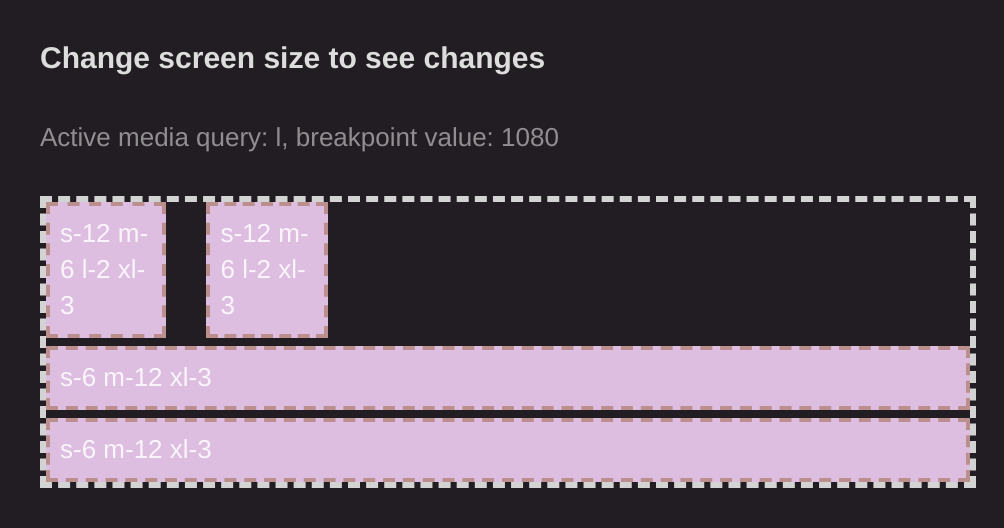 Change screen size to see changes
Active media query: l, breakpoint value: 1080
s-12 m-
6 l-2 xl-
3
s-12 m-
6 l-2 xl-
3
s-6 m-12 xl-3
s-6 m-12 xl-3